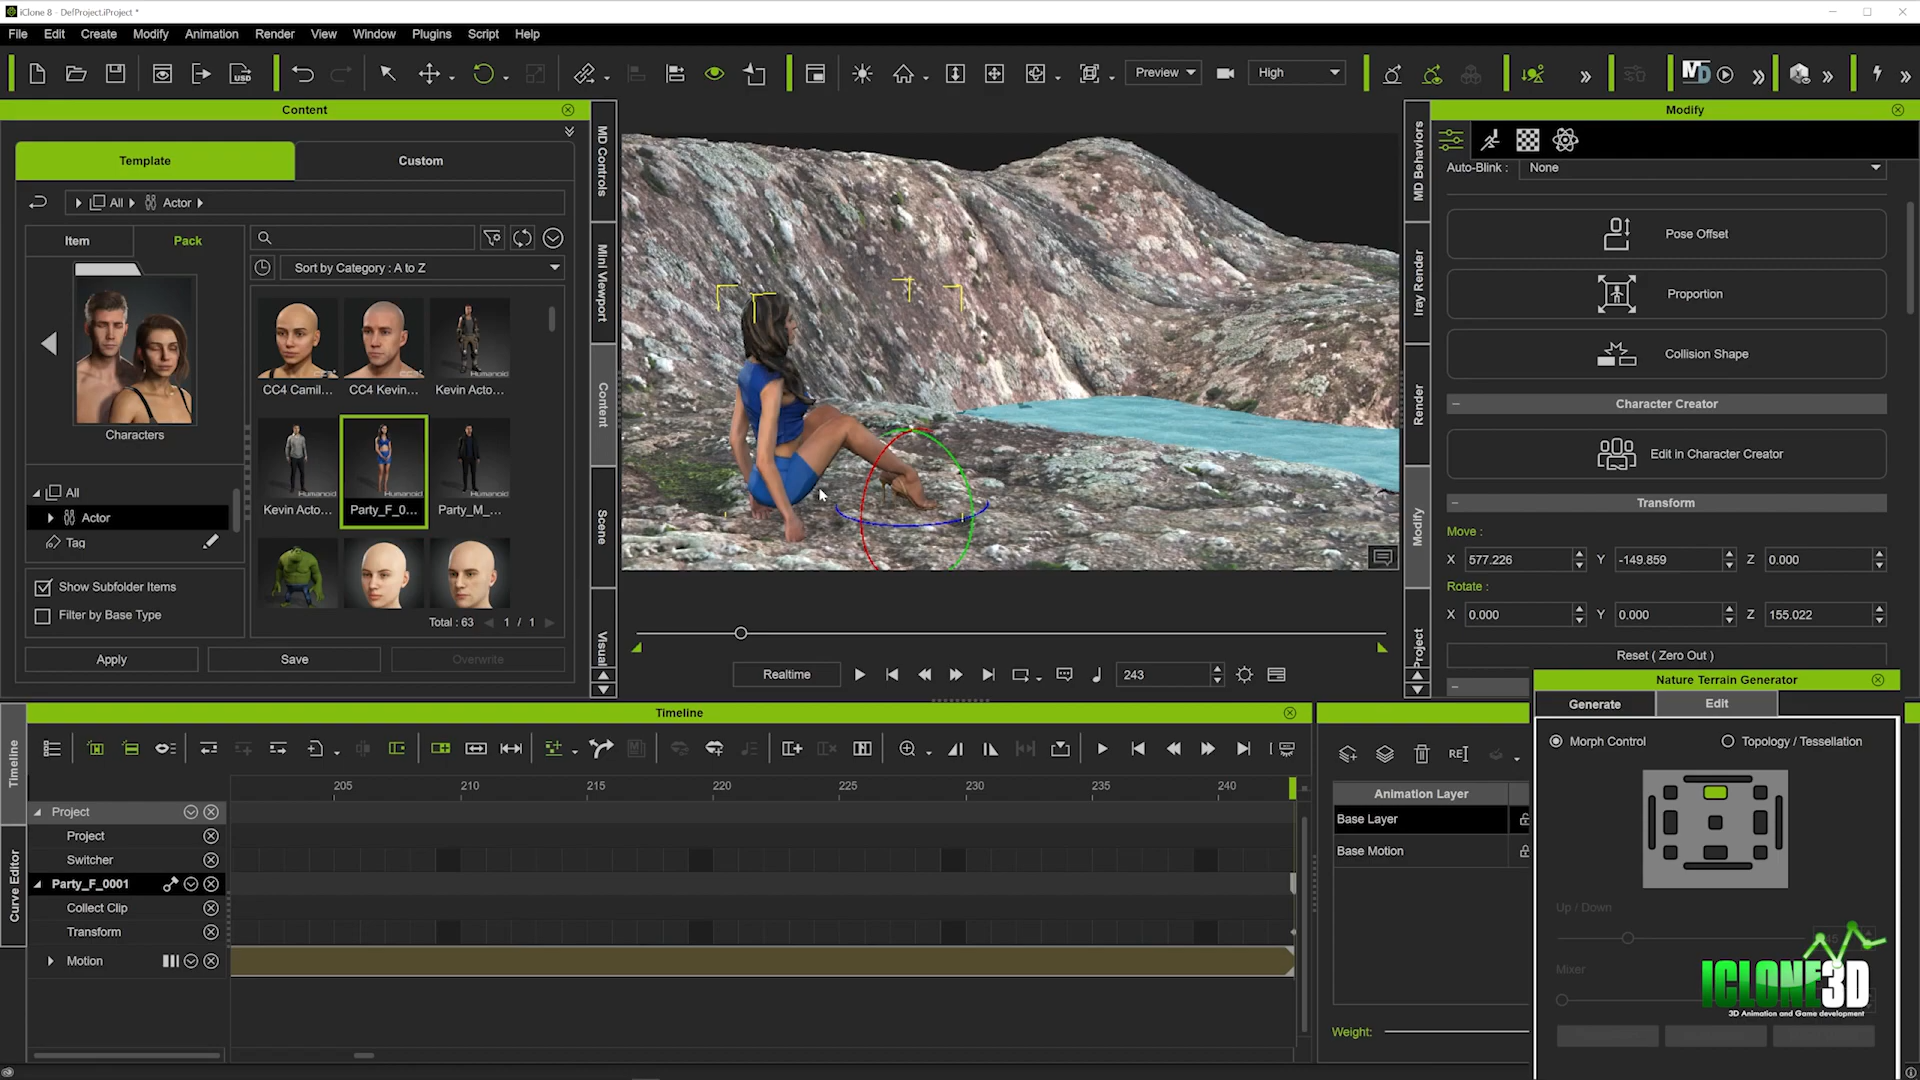 iClone 8 - DefProject.iProject *
File Edit Create Modify Animation Render View Window Plugins Script Help
USD
Preview
High
MD
Content
Template
Custom
All
Actor
Item
Pack
Sort by Category : A to Z
Characters
CC4 Camil...
CC4 Kevin...
Humanoid
Kevin Acto...
Humanoid
Kevin Acto...
Humanoid
Party_F_0...
Humanoid
Party_M_...
All
Actor
Tag
Show Subfolder Items
Filter by Base Type
Total : 63
1 / 1
Apply
Save
Overwrite
MD Controls
Mini Viewport
Content
Scene
Visual
MD Behaviors
Iray Render
Render
Modify
Project
Realtime
243
Modify
Auto-Blink :
None
Pose Offset
Proportion
Collision Shape
Character Creator
Edit in Character Creator
Transform
Move :
X 577.226 Y -149.859 Z 0.000
Rotate :
X 0.000 Y 0.000 Z 155.022
Reset ( Zero Out )
Nature Terrain Generator
Generate
Edit
Morph Control
Topology / Tessellation
Up / Down
Mixer
ICLONE3D
3D Animation and Game development
Timeline
Timeline
Curve Editor
205 210 215 220 225 230 235 240
Project
Project
Switcher
Party_F_0001
Collect Clip
Transform
Motion
Animation Layer
Base Layer
Base Motion
Weight: